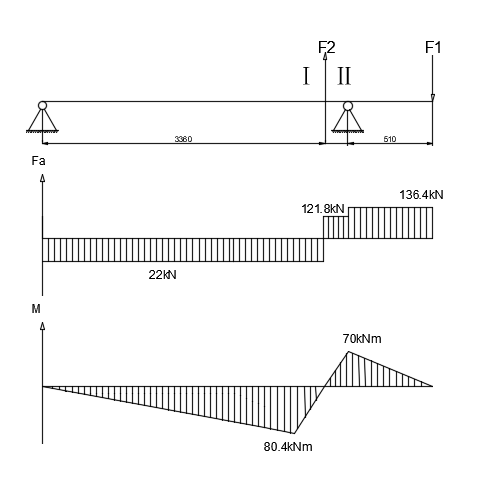 F2
F1
I
II
3360
510
Fa
136.4kN
121.8kN
22kN
M
70kNm
80.4kNm